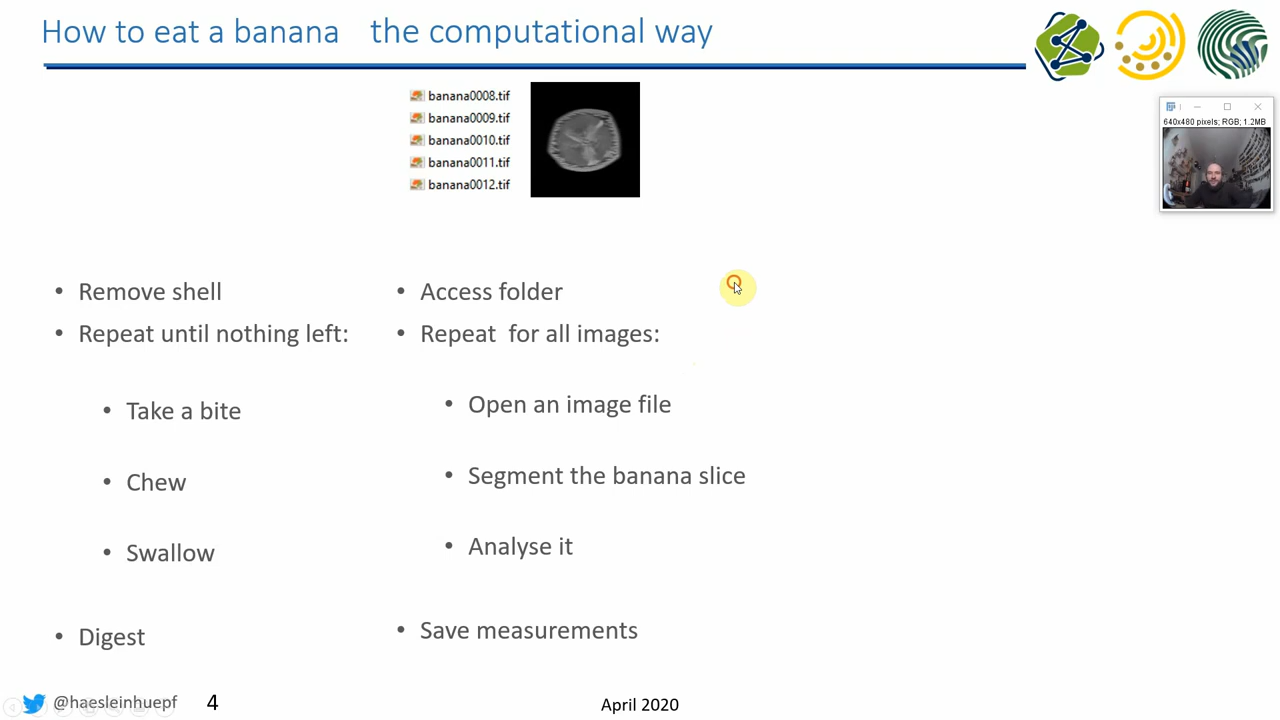 How to eat a banana the computational way
banana0008.tif
banana0009.tif
banana0010.tif
banana0011.tif
banana0012.tif
640x480 pixels; RGB; 1.2MB
• Remove shell
• Repeat until nothing left:
• Take a bite
• Chew
• Swallow
• Digest
• Access folder
• Repeat for all images:
• Open an image file
• Segment the banana slice
• Analyse it
• Save measurements
@haesleinhuepf 4
April 2020